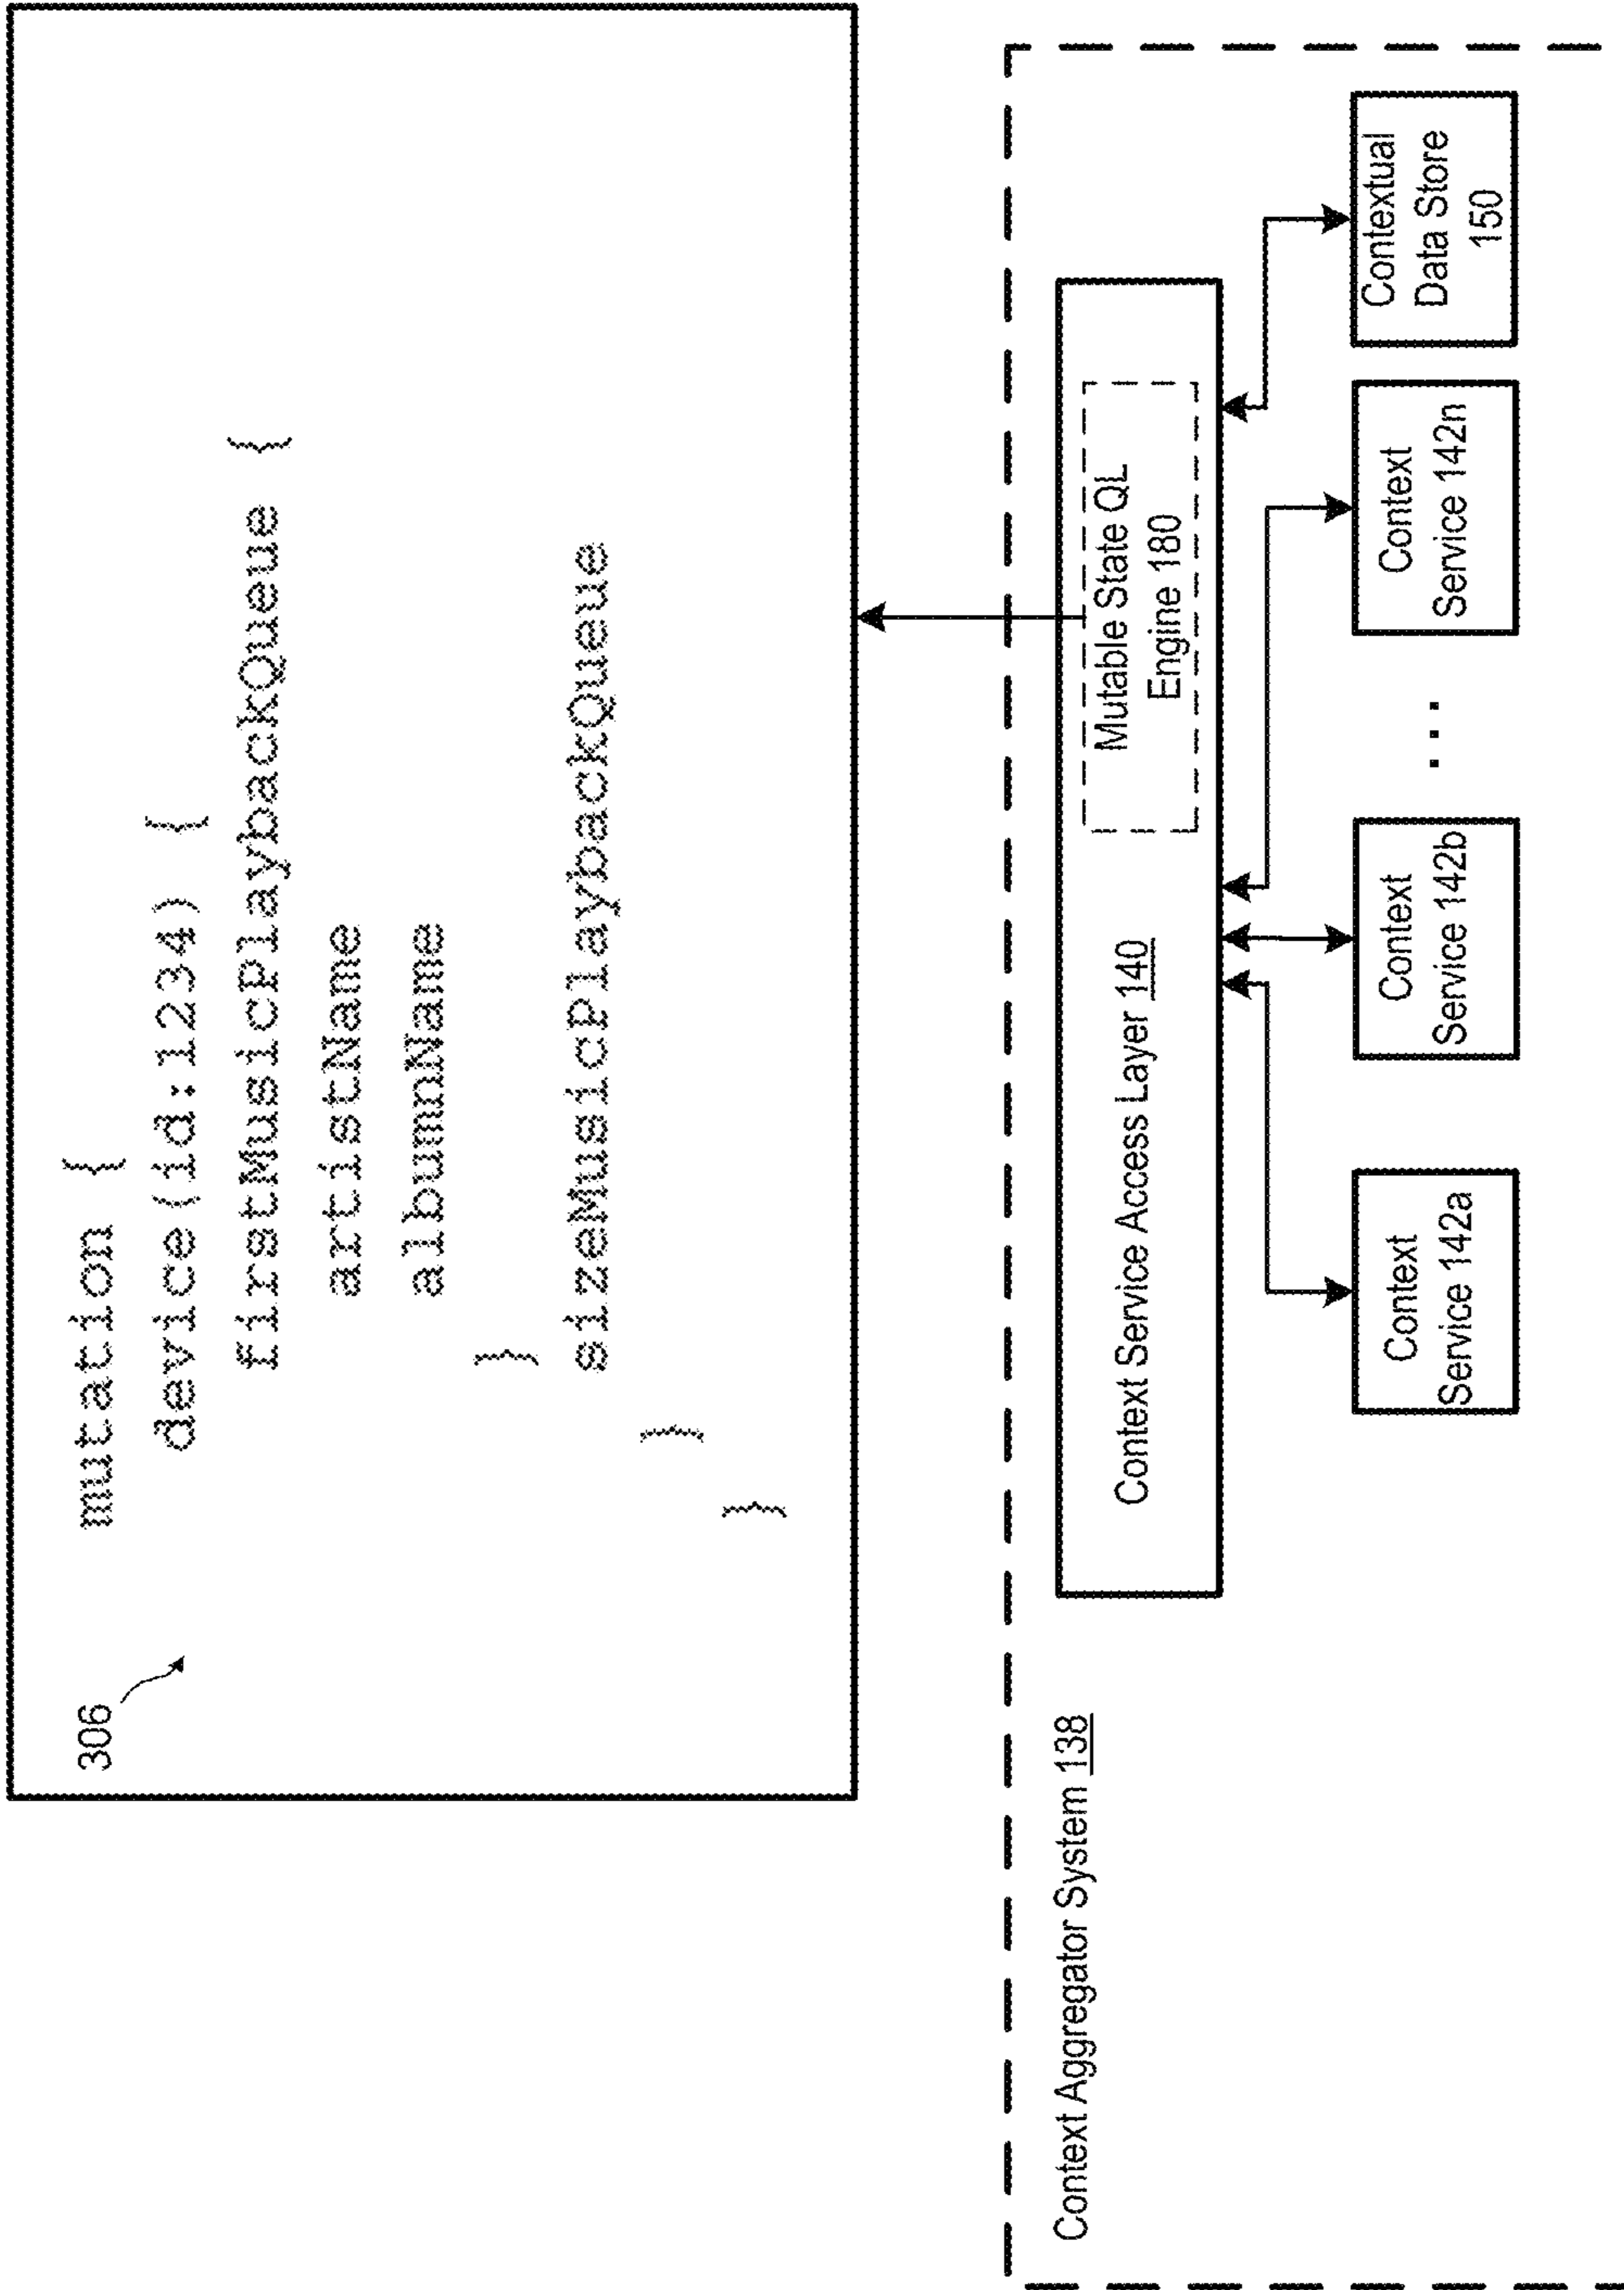 306
mutation {
device(id:1234) {
firstMusicPlaybackQueue {
artistName
albumnName
}
sizeMusicPlaybackQueue
}
}
Context Aggregator System 138
Context Service Access Layer 140
Mutable State QL
Engine 180
Context
Service 142a
Context
Service 142b
...
Context
Service 142n
Contextual
Data Store
150